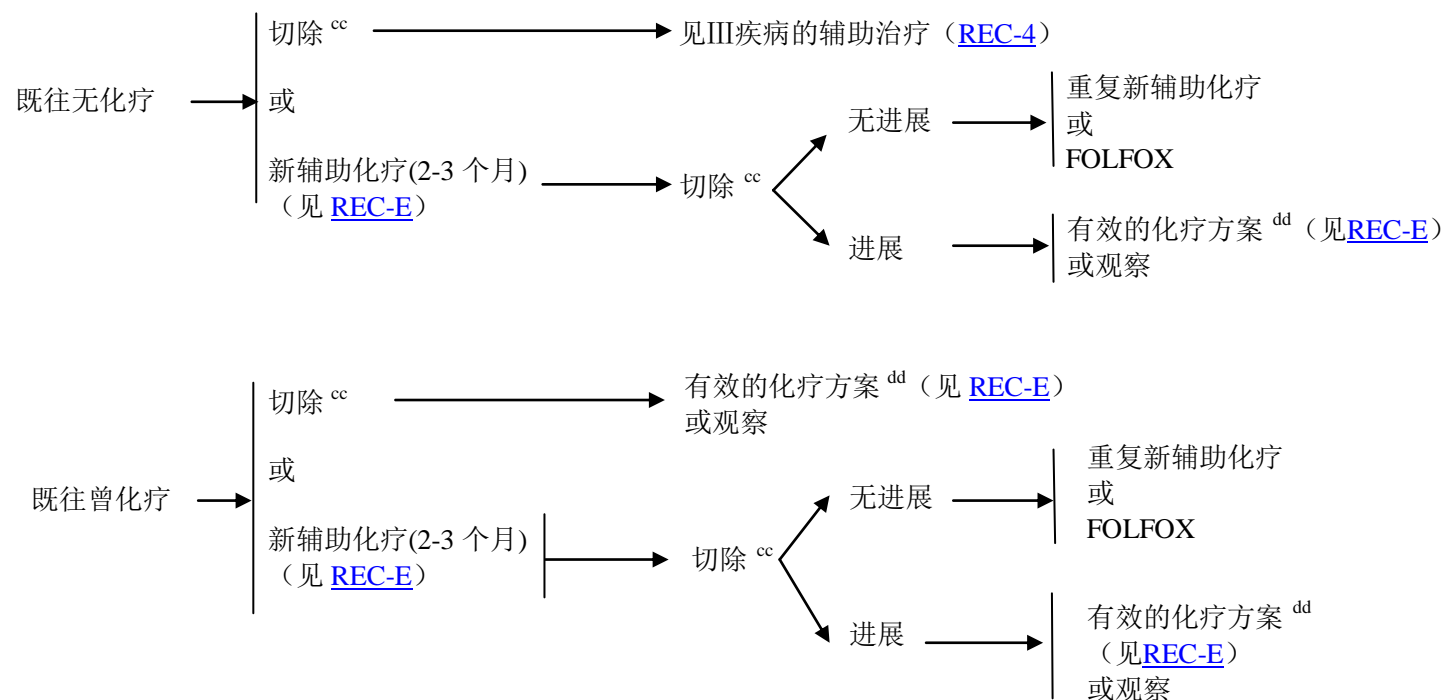 切除 cc
见III疾病的辅助治疗（REC-4）
既往无化疗
或
新辅助化疗(2-3 个月)
（见 REC-E）
切除 cc
无进展
重复新辅助化疗
或
FOLFOX
进展
有效的化疗方案 dd（见REC-E）
或观察
切除 cc
有效的化疗方案 dd（见 REC-E）
或观察
既往曾化疗
或
新辅助化疗(2-3 个月)
（见 REC-E）
切除 cc
无进展
重复新辅助化疗
或
FOLFOX
进展
有效的化疗方案 dd
（见REC-E）
或观察